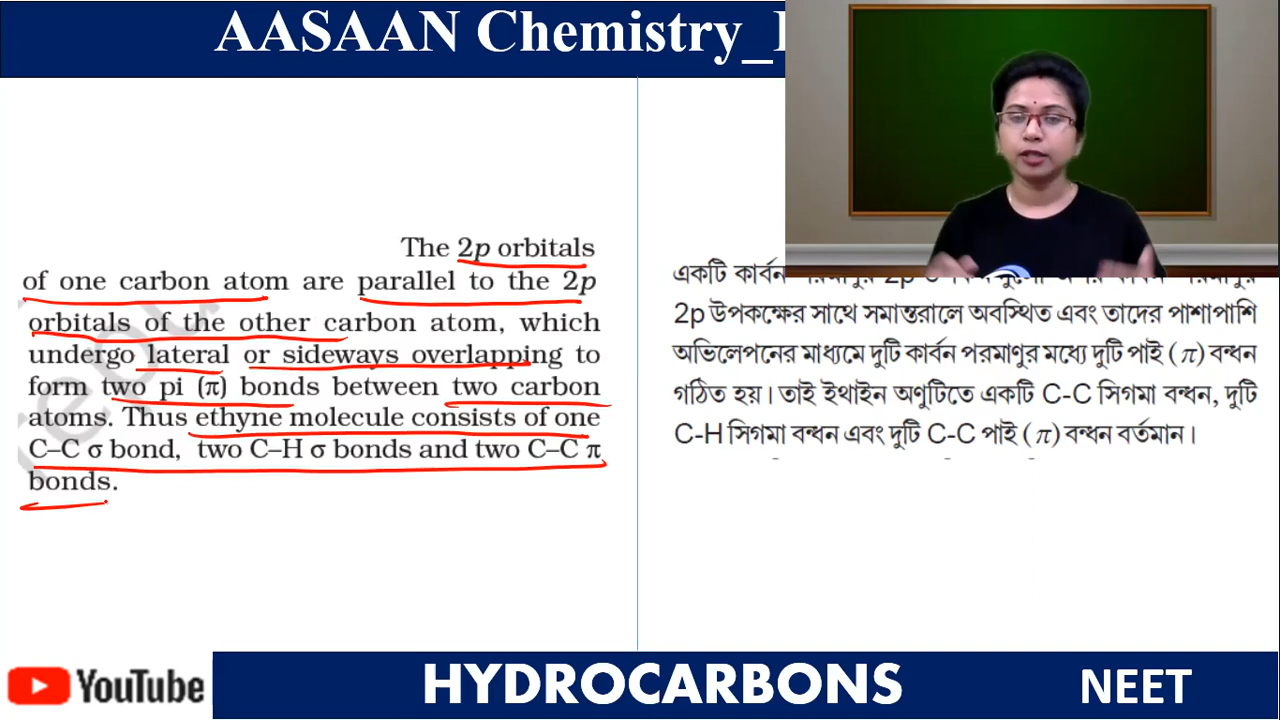 AASAAN Chemistry_
The 2p orbitals
of one carbon atom are parallel to the 2p
orbitals of the other carbon atom, which
undergo lateral or sideways overlapping to
form two pi (π) bonds between two carbon
atoms. Thus ethyne molecule consists of one
C–C σ bond, two C–H σ bonds and two C–C π
bonds.
একটি কার্বন
2p উপকক্ষের সাথে সমান্তরালে অবস্থিত এবং তাদের পাশাপাশি
অভিলেপনের মাধ্যমে দুটি কার্বন পরমাণুর মধ্যে দুটি পাই (π) বন্ধন
গঠিত হয়। তাই ইথাইন অণুটিতে একটি C-C সিগমা বন্ধন, দুটি
C-H সিগমা বন্ধন এবং দুটি C-C পাই (π) বন্ধন বর্তমান।
YouTube
HYDROCARBONS
NEET